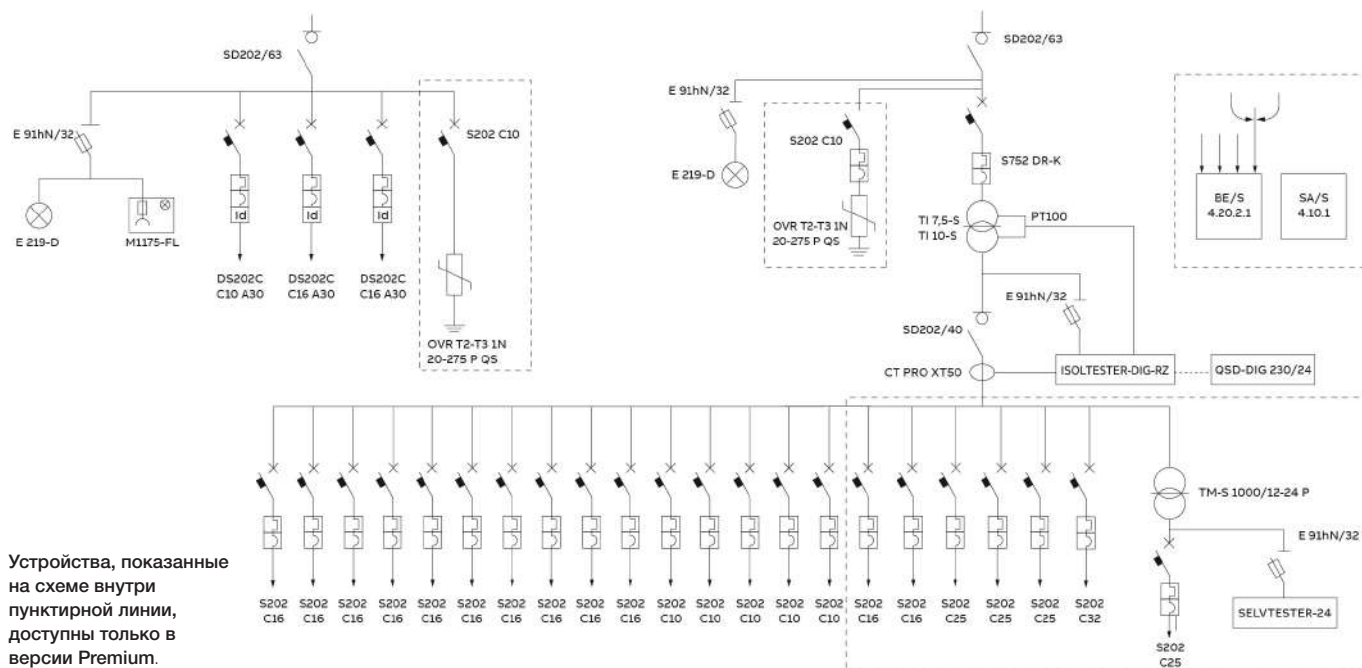 SD202/63
E 91hN/32
S202 C10
E 219-D
M1175-FL
Id
Id
Id
DS202C
C10 A30
DS202C
C16 A30
DS202C
C16 A30
OVR T2-T3 1N
20-275 P QS
SD202/63
E 91hN/32
E 219-D
S202 C10
OVR T2-T3 1N
20-275 P QS
S752 DR-K
TI 7,5-S
TI 10-S
PT100
E 91hN/32
SD202/40
CT PRO XT50
ISOLTESTER-DIG-RZ
QSD-DIG 230/24
BE/S
4.20.2.1
SA/S
4.10.1
S202
C16
S202
C16
S202
C16
S202
C16
S202
C16
S202
C16
S202
C16
S202
C16
S202
C16
S202
C16
S202
C10
S202
C10
S202
C10
S202
C10
S202
C10
S202
C16
S202
C16
S202
C25
S202
C25
S202
C25
S202
C32
TM-S 1000/12-24 P
E 91hN/32
SELVTESTER-24
S202
C25
Устройства, показанные
на схеме внутри
пунктирной линии,
доступны только в
версии Premium.